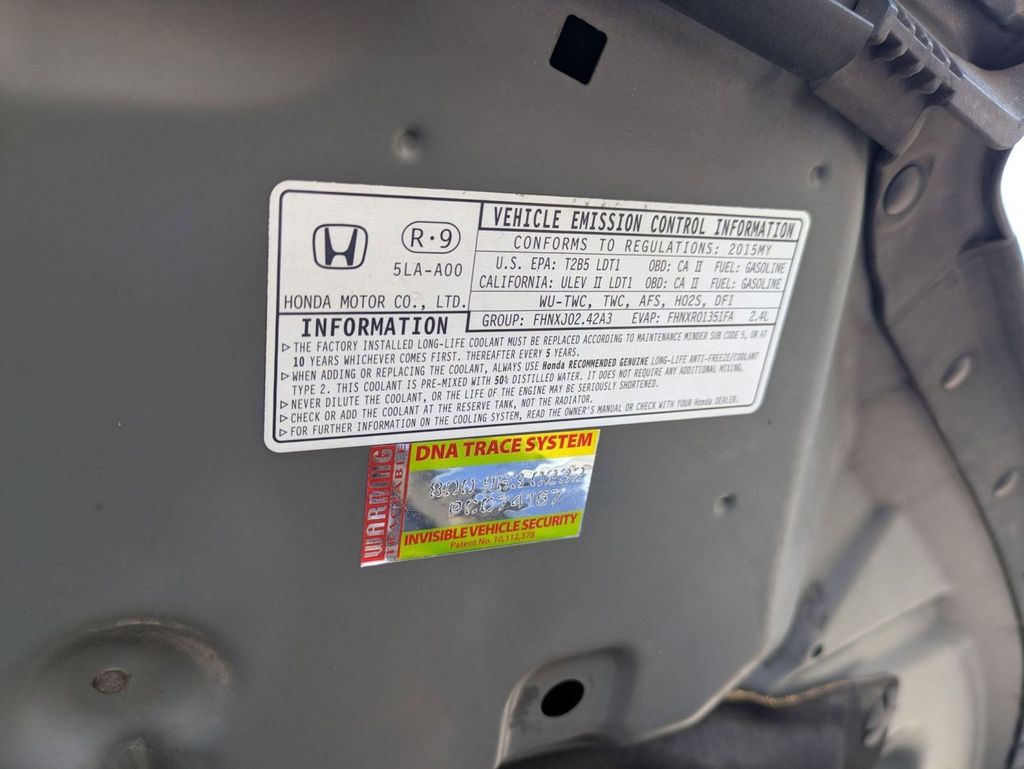 R·9
5LA-A00
HONDA MOTOR CO., LTD.
VEHICLE EMISSION CONTROL INFORMATION
CONFORMS TO REGULATIONS: 2015MY
U.S. EPA: T2B5 LDT1 OBD: CA II FUEL: GASOLINE
CALIFORNIA: ULEV II LDT1 OBD: CA II FUEL: GASOLINE
WU-TWC, TWC, AFS, HO2S, DFI
GROUP: FHNXJ02.42A3 EVAP: FHNXR0135IFA 2.4L
INFORMATION
▷ THE FACTORY INSTALLED LONG-LIFE COOLANT MUST BE REPLACED ACCORDING TO MAINTENANCE MINDER SUB CODE 5, OR AT
10 YEARS WHICHEVER COMES FIRST. THEREAFTER EVERY 5 YEARS.
▷ WHEN ADDING OR REPLACING THE COOLANT, ALWAYS USE Honda RECOMMENDED GENUINE LONG-LIFE ANTI-FREEZE/COOLANT
TYPE 2. THIS COOLANT IS PRE-MIXED WITH 50% DISTILLED WATER. IT DOES NOT REQUIRE ANY ADDITIONAL MIXING.
▷ NEVER DILUTE THE COOLANT, OR THE LIFE OF THE ENGINE MAY BE SERIOUSLY SHORTENED.
▷ CHECK OR ADD THE COOLANT AT THE RESERVE TANK, NOT THE RADIATOR.
▷ FOR FURTHER INFORMATION ON THE COOLING SYSTEM, READ THE OWNER'S MANUAL OR CHECK WITH YOUR Honda DEALER.
WARNING
TRACEABLE
DNA TRACE SYSTEM
800 963 0232
INVISIBLE VEHICLE SECURITY
Patent No. 10,112,378